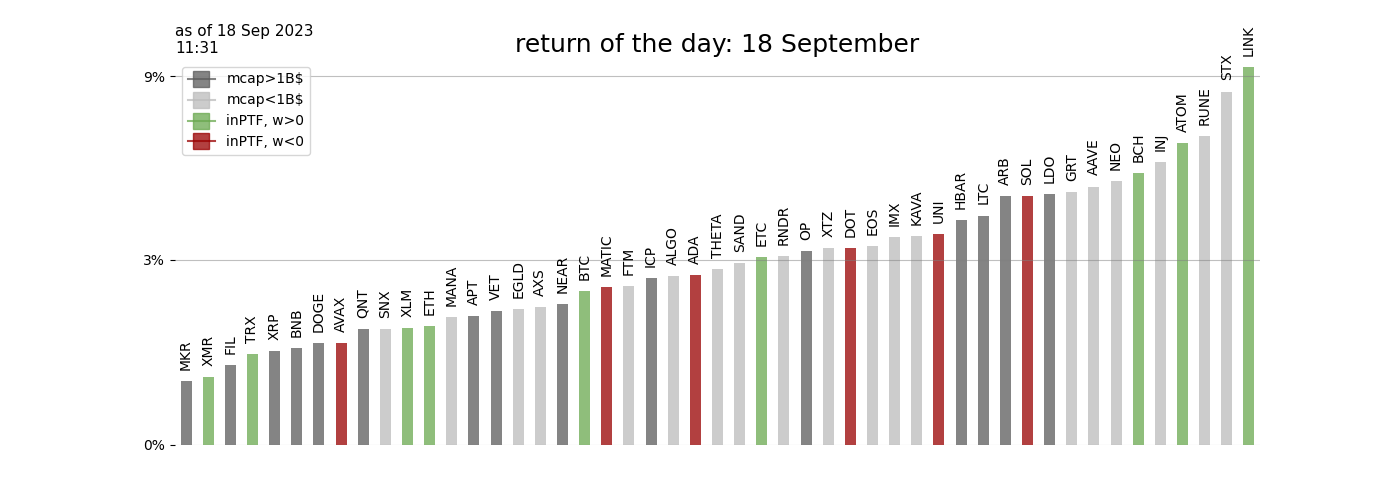 as of 18 Sep 2023
11:31
return of the day: 18 September
mcap>1B$
mcap<1B$
inPTF, w>0
inPTF, w<0
9%
3%
0%
MKR
XMR
FIL
TRX
XRP
BNB
DOGE
AVAX
QNT
SNX
XLM
ETH
MANA
APT
VET
EGLD
AXS
NEAR
BTC
MATIC
FTM
ICP
ALGO
ADA
THETA
SAND
ETC
RNDR
OP
XTZ
DOT
EOS
IMX
KAVA
UNI
HBAR
LTC
ARB
SOL
LDO
GRT
AAVE
NEO
BCH
INJ
ATOM
RUNE
STX
LINK